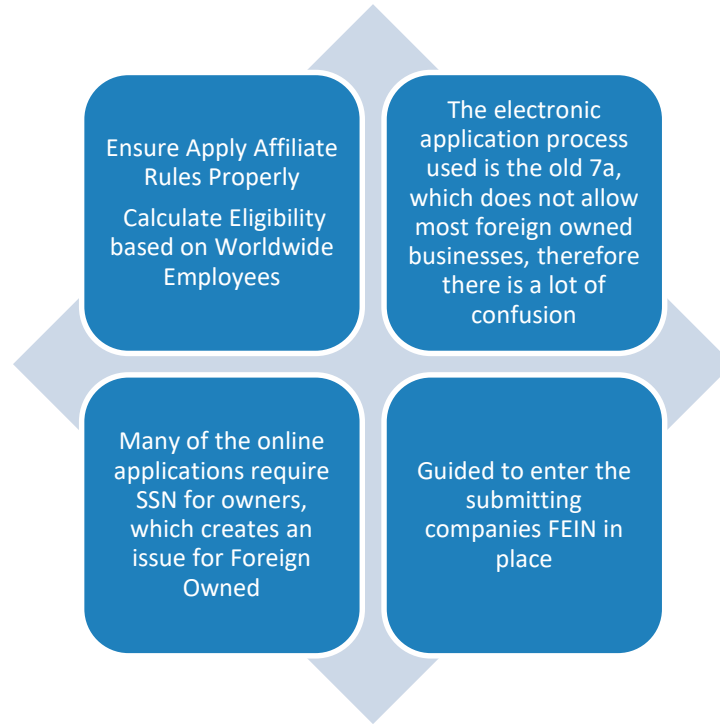 Ensure Apply Affiliate
Rules Properly
Calculate Eligibility
based on Worldwide
Employees
The electronic
application process
used is the old 7a,
which does not allow
most foreign owned
businesses, therefore
there is a lot of
confusion
Many of the online
applications require
SSN for owners,
which creates an
issue for Foreign
Owned
Guided to enter the
submitting
companies FEIN in
place